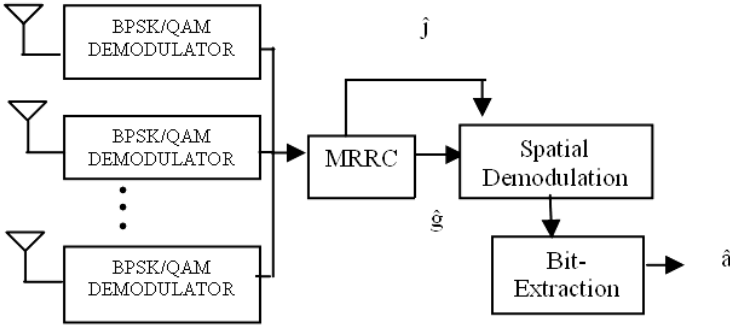 BPSK/QAM
DEMODULATOR
ĵ
BPSK/QAM
DEMODULATOR
MRRC
Spatial
Demodulation
ĝ
BPSK/QAM
DEMODULATOR
Bit-
Extraction
â